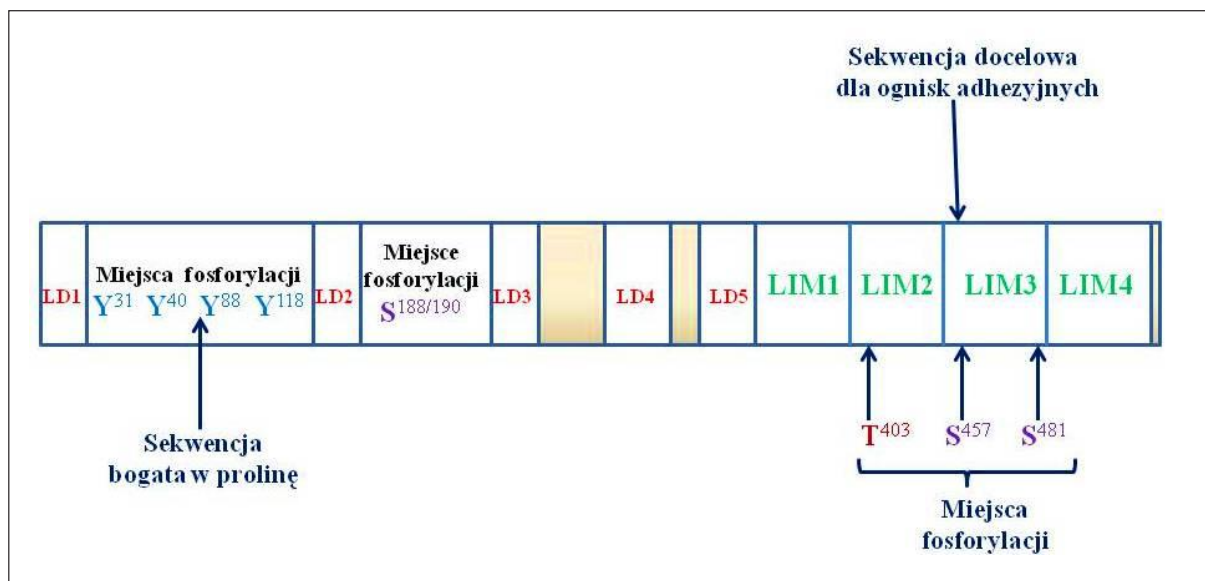 Sekwencja docelowa
dla ognisk adhezyjnych
LD1
Miejsca fosforylacji
Y31 Y40 Y88 Y118
LD2
Miejsce
fosforylacji
S188/190
LD3
LD4
LD5
LIM1
LIM2
LIM3
LIM4
Sekwencja
bogata w prolinę
T403 S457 S481
Miejsca
fosforylacji